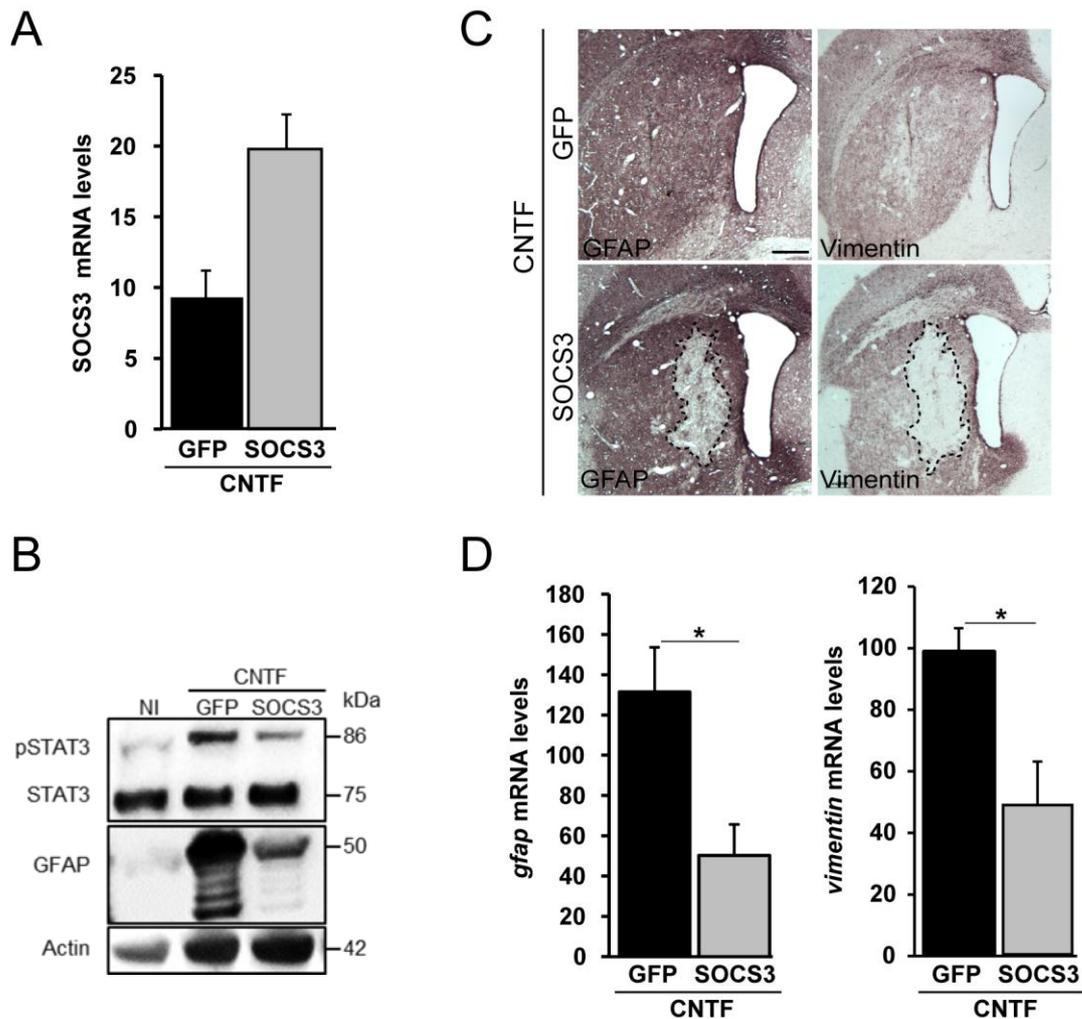 A
SOCS3 mRNA levels
25
20
15
10
5
0
GFP SOCS3
CNTF
C
CNTF
GFP
SOCS3
GFAP
Vimentin
GFAP
Vimentin
B
CNTF
NI GFP SOCS3 kDa
pSTAT3 86
STAT3 75
GFAP 50
Actin 42
D
gfap mRNA levels
180
160
140
120
100
80
60
40
20
0
*
GFP SOCS3
CNTF
vimentin mRNA levels
120
100
80
60
40
20
0
*
GFP SOCS3
CNTF